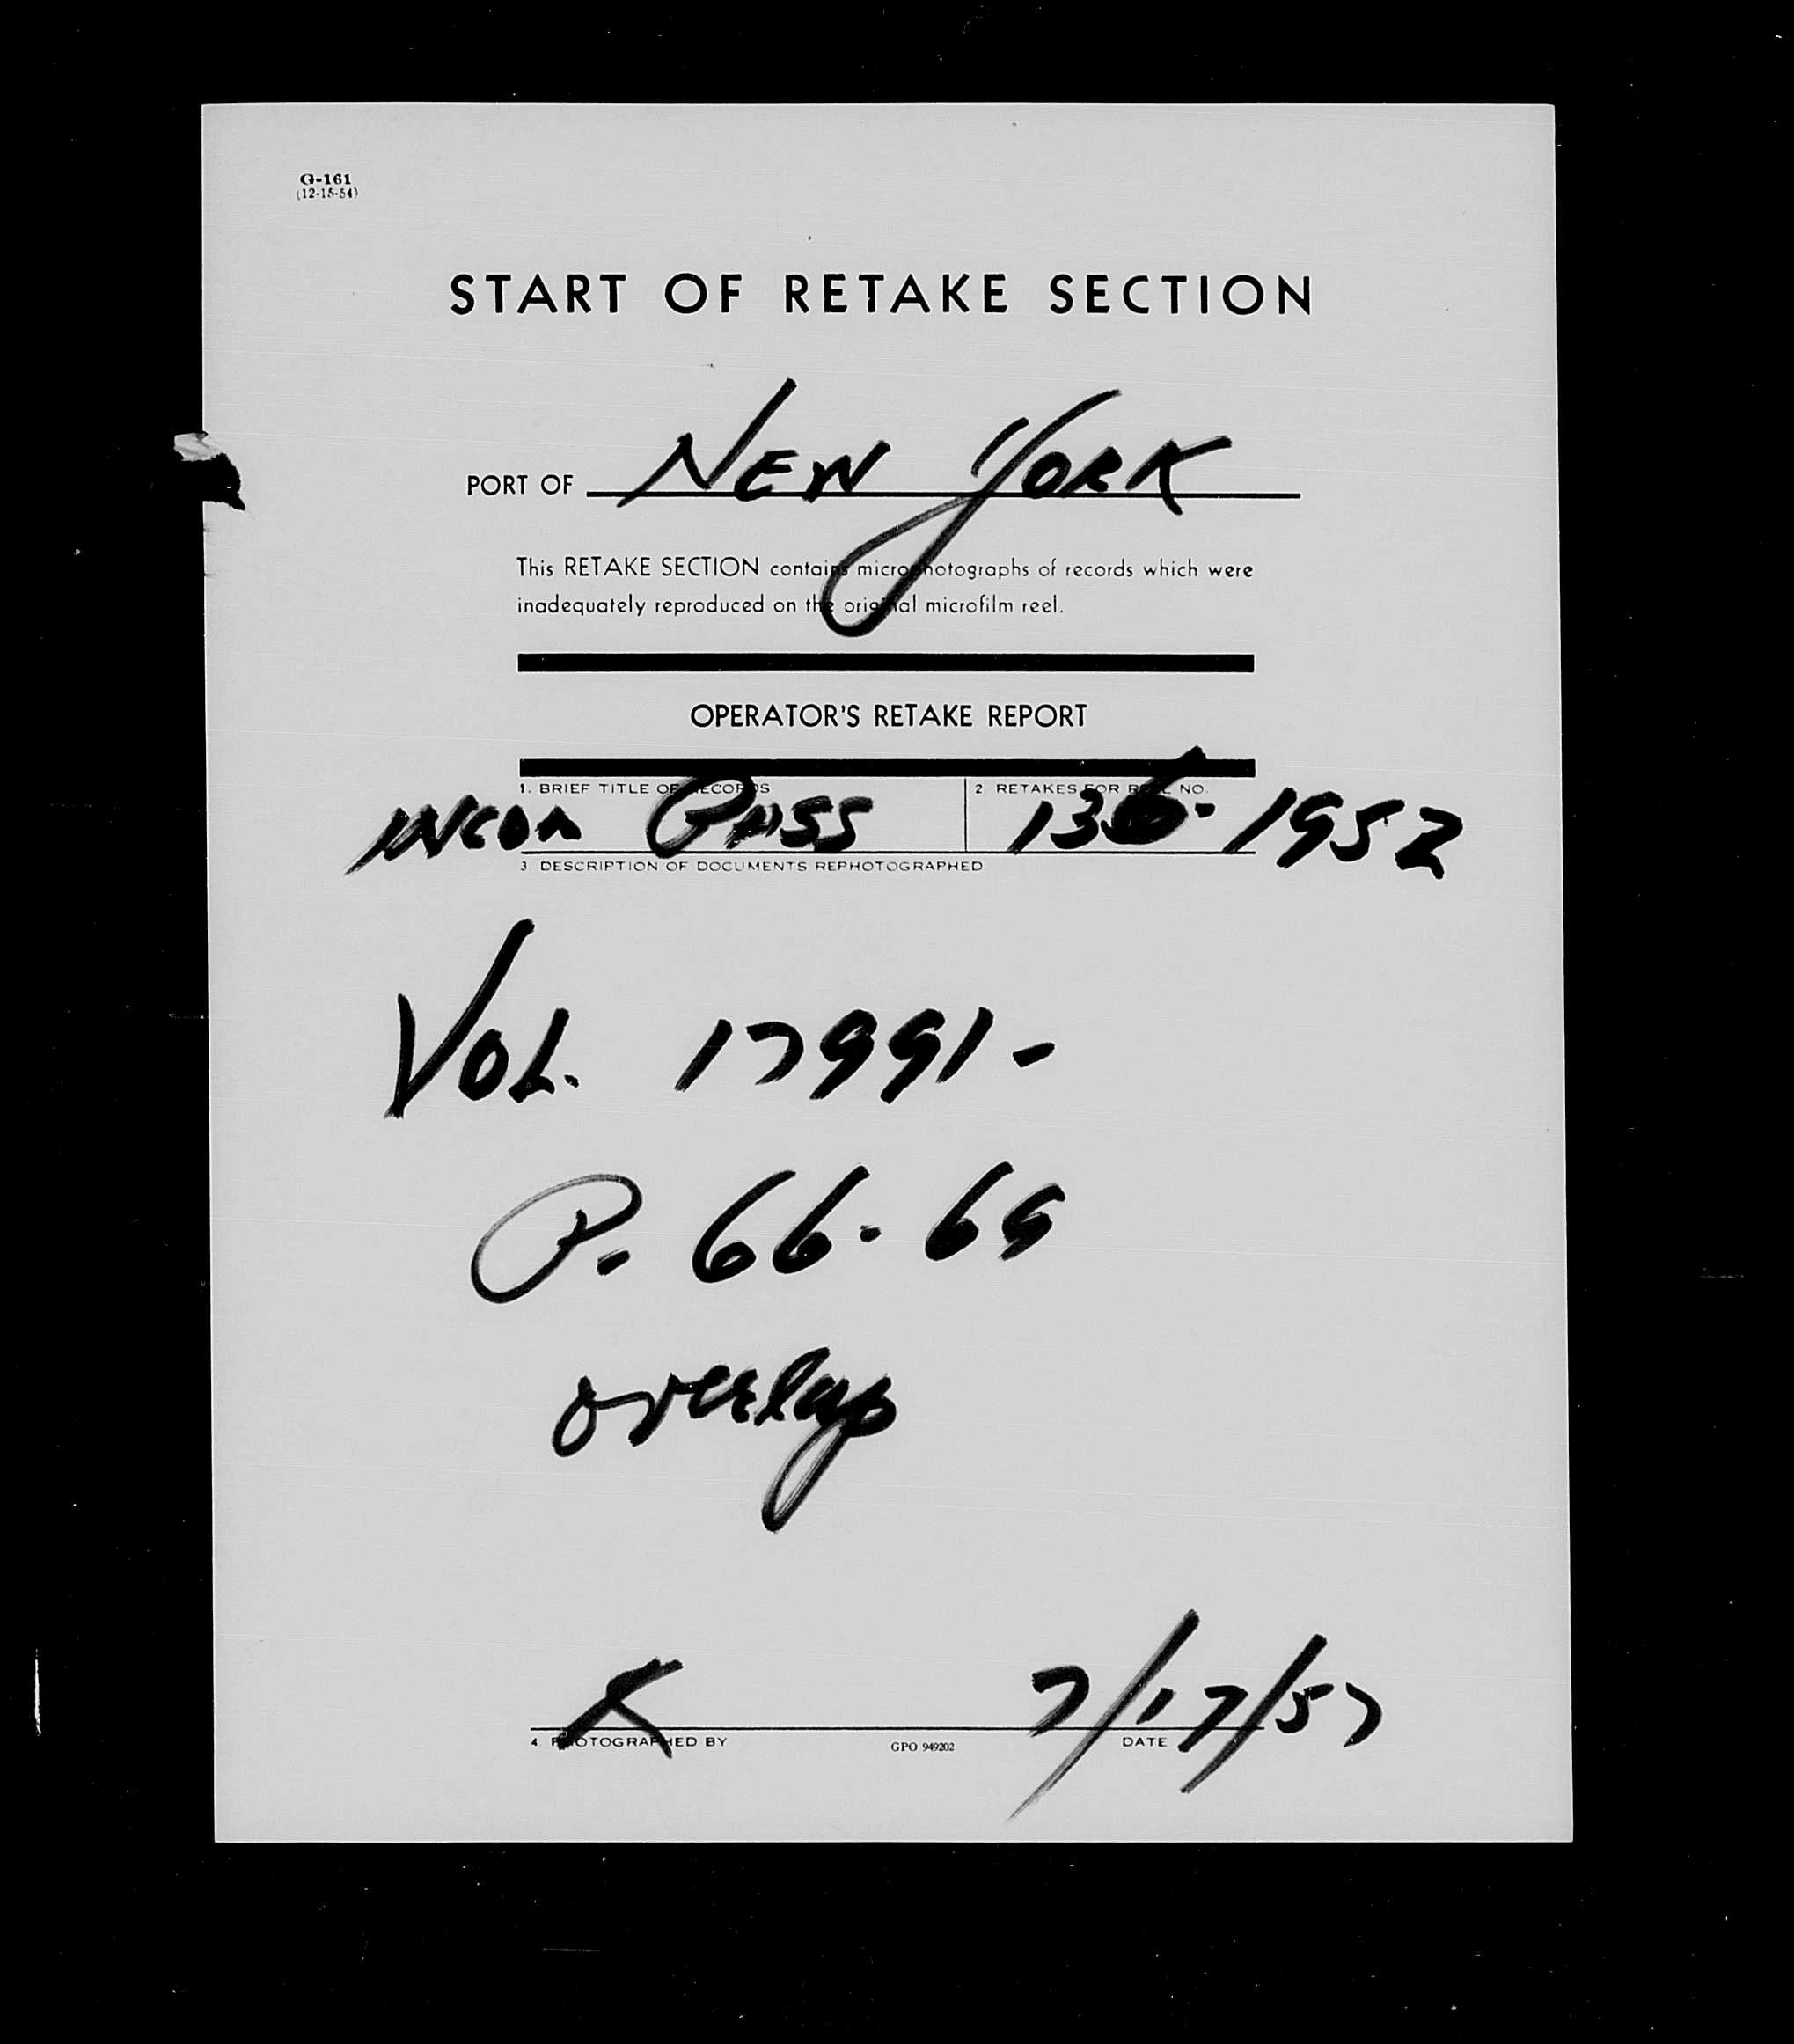 G-161
(12-15-54)
START OF RETAKE SECTION
PORT OF NEW YORK
This RETAKE SECTION contains microphotographs of records which were
inadequately reproduced on the original microfilm reel.
OPERATOR'S RETAKE REPORT
1. BRIEF TITLE OF RECORDS 2 RETAKES FOR REEL NO.
INCOM PASS 136-1952
3. DESCRIPTION OF DOCUMENTS REPHOTOGRAPHED
VOL. 17991-
P. 66-69
overlap
K 7/17/57
4 PHOTOGRAPHED BY GPO 949202 DATE